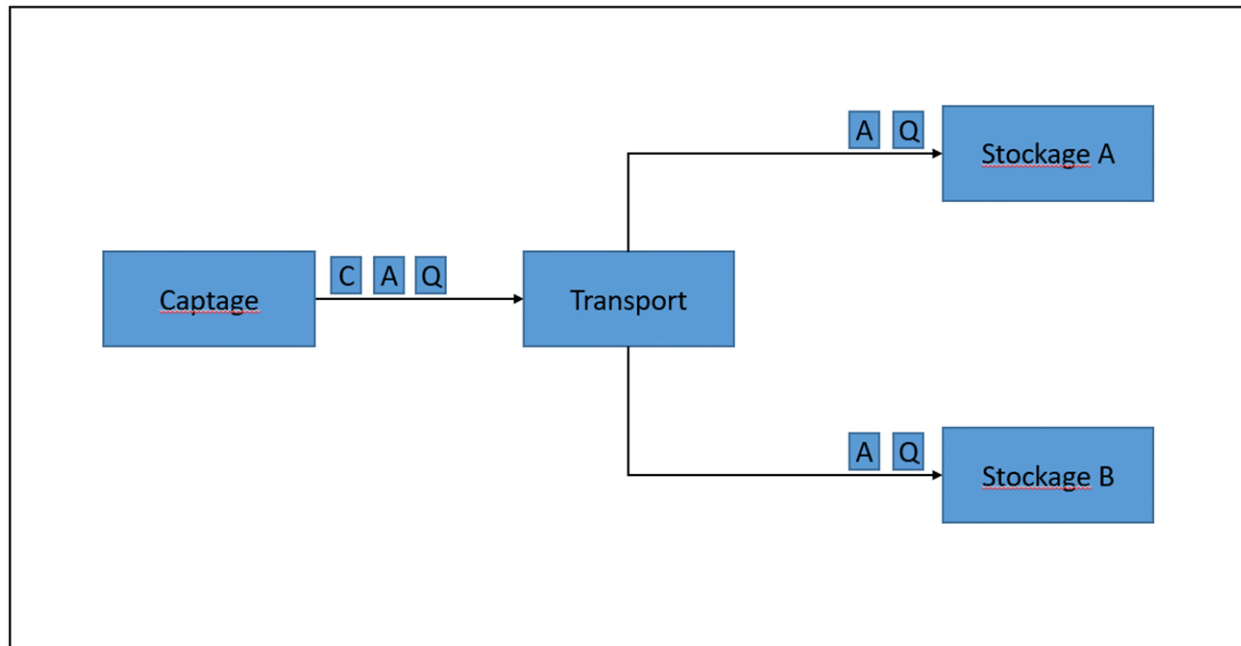 A Q
Stockage A
C A Q
Captage
Transport
A Q
Stockage B